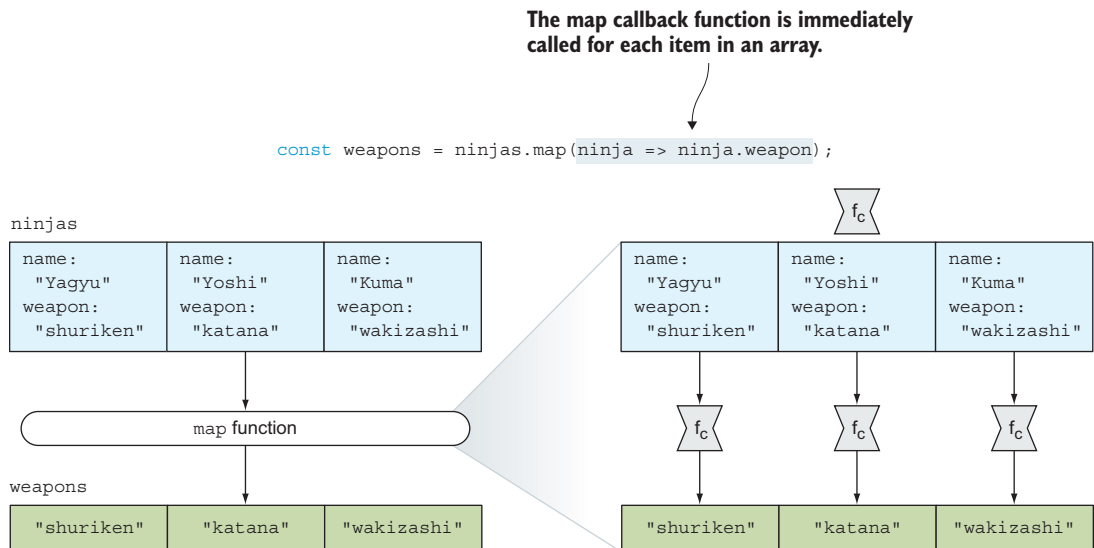 The map callback function is immediately
called for each item in an array.
const weapons = ninjas.map(ninja => ninja.weapon);
ninjas
name:
"Yagyu"
weapon:
"shuriken"
name:
"Yoshi"
weapon:
"katana"
name:
"Kuma"
weapon:
"wakizashi"
map function
weapons
"shuriken"
"katana"
"wakizashi"
fc
name:
"Yagyu"
weapon:
"shuriken"
name:
"Yoshi"
weapon:
"katana"
name:
"Kuma"
weapon:
"wakizashi"
fc
fc
fc
"shuriken"
"katana"
"wakizashi"